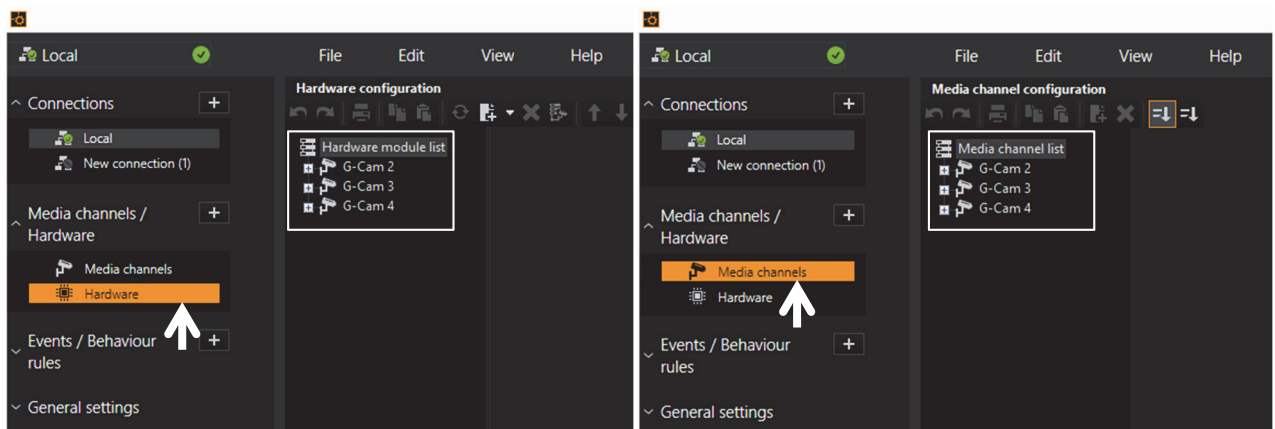 Local
File Edit View Help
Connections +
Local
New connection (1)
Media channels / +
Hardware
Media channels
Hardware
Events / Behaviour +
rules
General settings
Hardware configuration
Hardware module list
G-Cam 2
G-Cam 3
G-Cam 4
Local
File Edit View Help
Connections +
Local
New connection (1)
Media channels / +
Hardware
Media channels
Hardware
Events / Behaviour +
rules
General settings
Media channel configuration
Media channel list
G-Cam 2
G-Cam 3
G-Cam 4